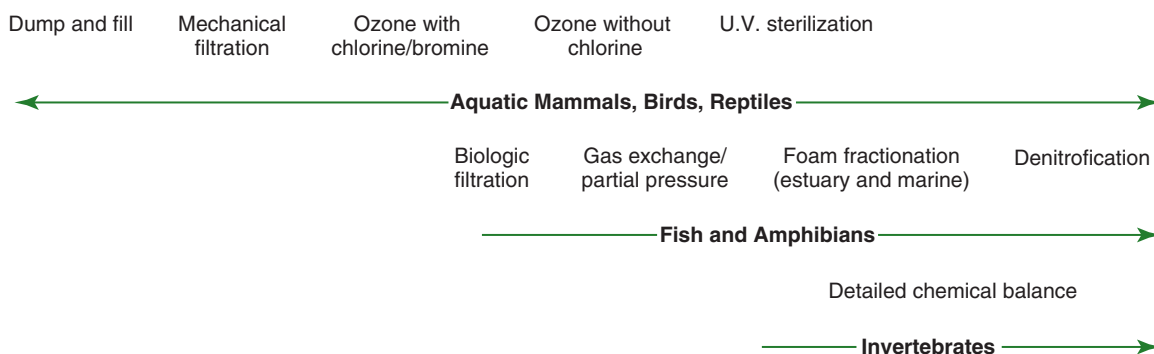 Dump and fill Mechanical filtration Ozone with chlorine/bromine Ozone without chlorine U.V. sterilization
Aquatic Mammals, Birds, Reptiles
Biologic filtration Gas exchange/ partial pressure Foam fractionation (estuary and marine) Denitrofication
Fish and Amphibians
Detailed chemical balance
Invertebrates